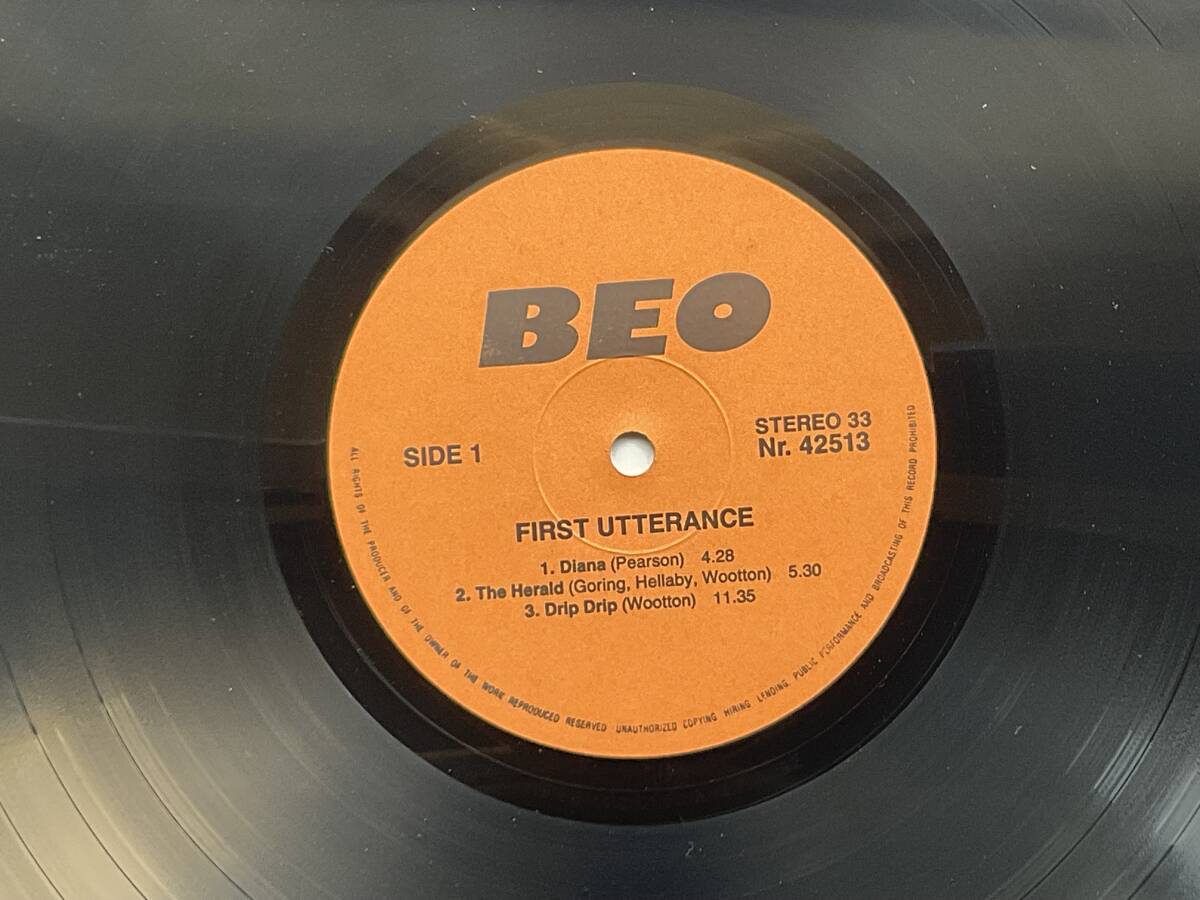 BEO
SIDE 1
STEREO 33
Nr. 42513
FIRST UTTERANCE
1. Diana (Pearson) 4.28
2. The Herald (Goring, Hellaby, Wootton) 5.30
3. Drip Drip (Wootton) 11.35
ALL RIGHTS OF THE PRODUCER AND OF THE OWNER OF THE WORK REPRODUCED RESERVED UNAUTHORIZED COPYING HIRING LENDING PUBLIC PERFORMANCE AND BROADCASTING OF THIS RECORD PROHIBITED